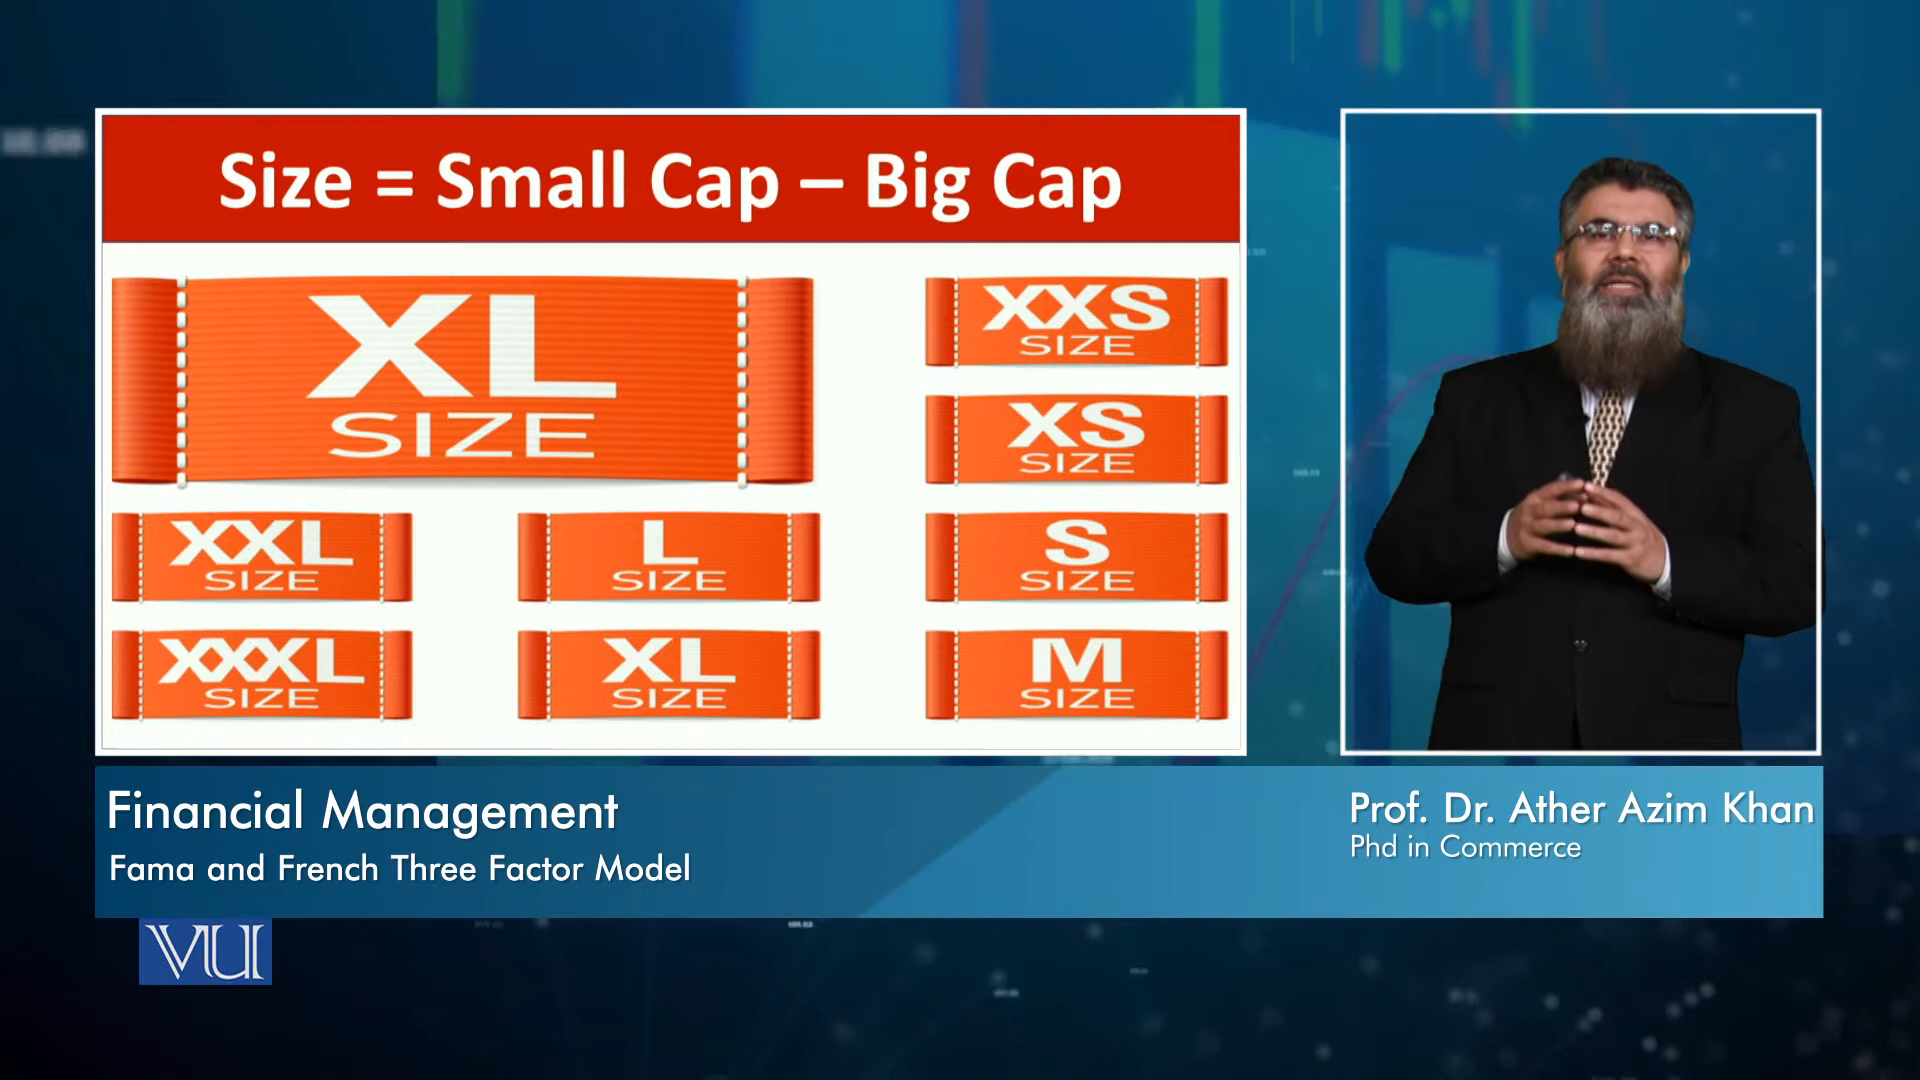 Size = Small Cap – Big Cap
XL
SIZE
XXS
SIZE
XS
SIZE
XXL
SIZE
L
SIZE
S
SIZE
XXXL
SIZE
XL
SIZE
M
SIZE
Financial Management
Fama and French Three Factor Model
Prof. Dr. Ather Azim Khan
Phd in Commerce
VU